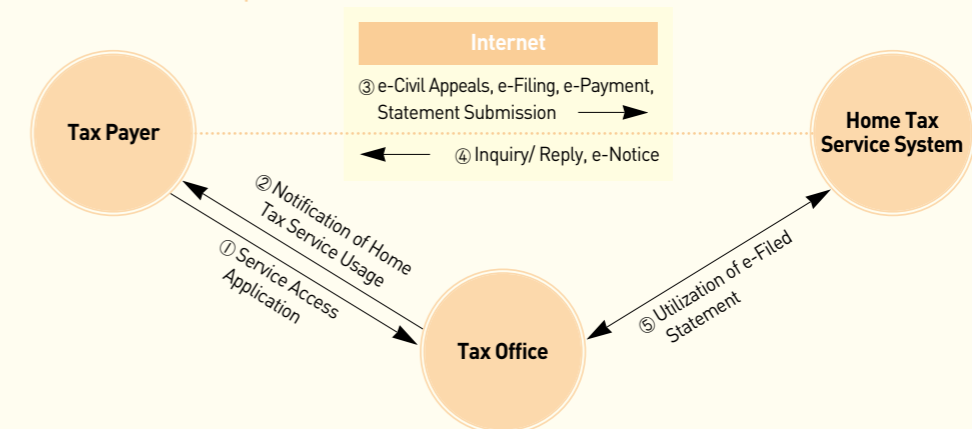 Internet
③ e-Civil Appeals, e-Filing, e-Payment,
Statement Submission
Tax Payer
Home Tax
Service System
④ Inquiry/ Reply, e-Notice
② Notification of Home
Tax Service Usage
① Service Access
Application
⑤ Utilization of e-Filed
Statement
Tax Office